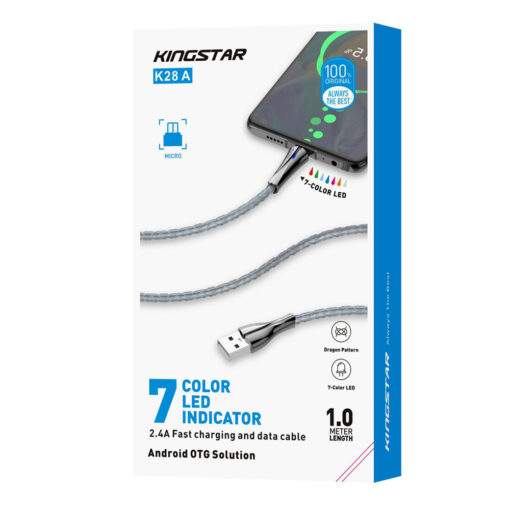 KINGSTAR
K28 A
100%
ORIGINAL
ALWAYS
THE BEST
MICRO
7-COLOR LED
Dragon Pattern
7-Color LED
7 COLOR
LED
INDICATOR
2.4A Fast charging and data cable
Android OTG Solution
1.0
METER
LENGTH
KINGSTAR
Always The Best